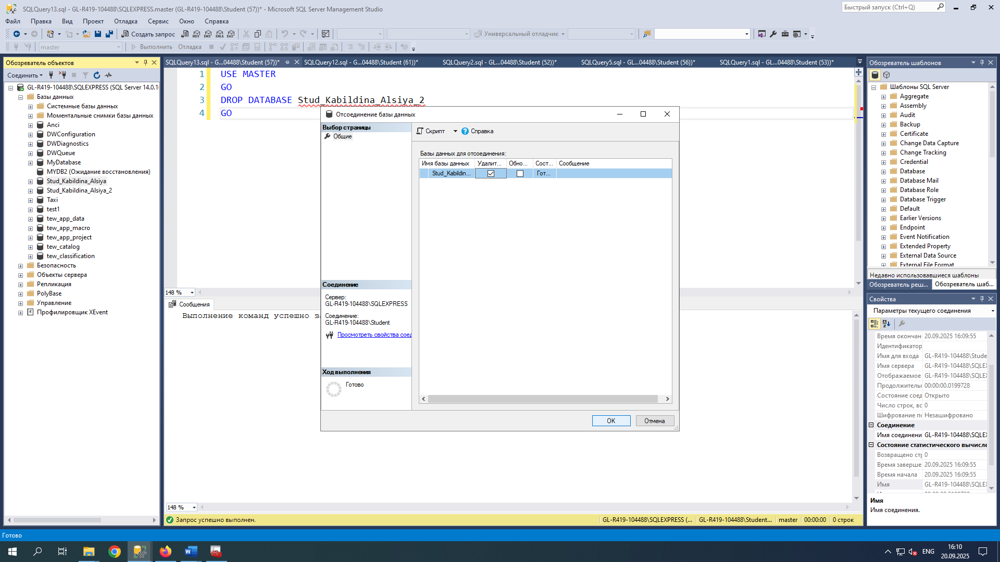 SQLQuery13.sql - GL-R419-104488\SQLEXPRESS.master (GL-R419-104488\Student (57))* - Microsoft SQL Server Management Studio
Быстрый запуск (Ctrl+Q)
Файл Правка Вид Проект Отладка Сервис Окно Справка
Создать запрос
Универсальный отладчик
master
Выполнить Отладка
Обозреватель объектов
Соединить
GL-R419-104488\SQLEXPRESS (SQL Server 14.0.1
Базы данных
Системные базы данных
Моментальные снимки базы данных
Anci
DWConfiguration
DWDiagnostics
DWQueue
MyDatabase
MYDB2 (Ожидание восстановления)
Stud_Kabildina_Alsiya
Stud_Kabildina_Alsiya_2
Taxi
test1
tew_app_data
tew_app_macro
tew_app_project
tew_catalog
tew_classification
Безопасность
Объекты сервера
Репликация
PolyBase
Управление
Профилировщик XEvent
SQLQuery13.sql - G...04488\Student (57))*
SQLQuery12.sql - G...04488\Student (61))*
SQLQuery2.sql - GL...04488\Student (52))*
SQLQuery5.sql - GL...04488\Student (56))*
SQLQuery1.sql - GL...04488\Student (53))*
1 USE MASTER
2 GO
3 DROP DATABASE Stud_Kabildina_Alsiya_2
4 GO
148 %
Сообщения
Выполнение команд успешно
148 %
Запрос успешно выполнен.
GL-R419-104488\SQLEXPRESS (... GL-R419-104488\Student... master 00:00:00 0 строк
Отсоединение базы данных
Выбор страницы
Общие
Скрипт
Справка
Базы данных для отсоединения:
Имя базы данных Удалит... Обно... Сост... Сообщение
Stud_Kabildin... Гот...
Соединение
Сервер:
GL-R419-104488\SQLEXPRESS
Соединение:
GL-R419-104488\Student
Просмотреть свойства соед
Ход выполнения
Готово
OK
Отмена
Обозреватель шаблонов
Шаблоны SQL Server
Aggregate
Assembly
Audit
Backup
Certificate
Change Data Capture
Change Tracking
Credential
Database
Database Mail
Database Role
Database Trigger
Default
Earlier Versions
Endpoint
Event Notification
Extended Property
External Data Source
External File Format
Недавно использовавшиеся шаблоны
Обозреватель реш...
Обозреватель шаб...
Свойства
Параметры текущего соединения
Время окончан 20.09.2025 16:09:55
Идентификатор
Имя для входа GL-R419-104488\Stude
Имя сервера GL-R419-104488\SQLEX
Отображаемое GL-R419-104488\SQLEX
Продолжитель 00:00:00.0199728
Состояние соед Открыто
Число строк, вс 0
Шифрование по Незашифровано
Соединение
Имя соединени GL-R419-104488\SQLEX
Состояние статистического вычисле
Возвращено стр 0
Время заверше 20.09.2025 16:09:55
Время начала 20.09.2025 16:09:55
Имя GL-R419-104488\SQLEX
Имя
Имя соединения.
Готово
ENG
16:10
20.09.2025